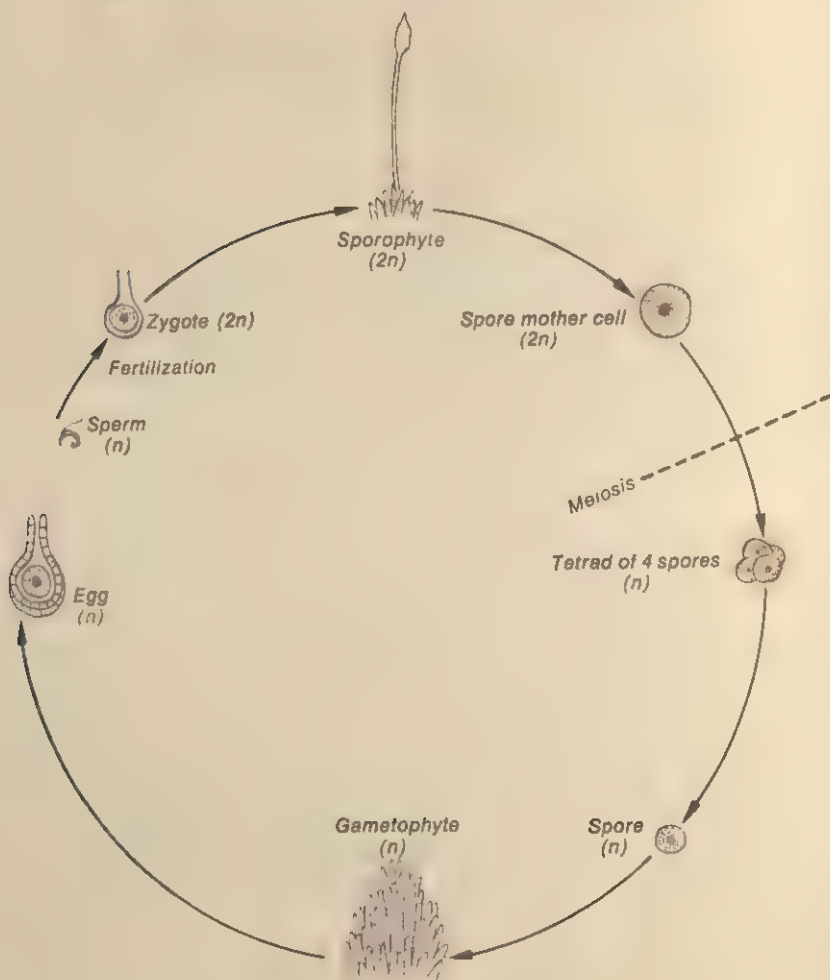 Sporophyte
(2n)
Zygote (2n)
Spore mother cell
(2n)
Fertilization
Sperm
(n)
Meiosis
Tetrad of 4 spores
(n)
Egg
(n)
Gametophyte
(n)
Spore
(n)